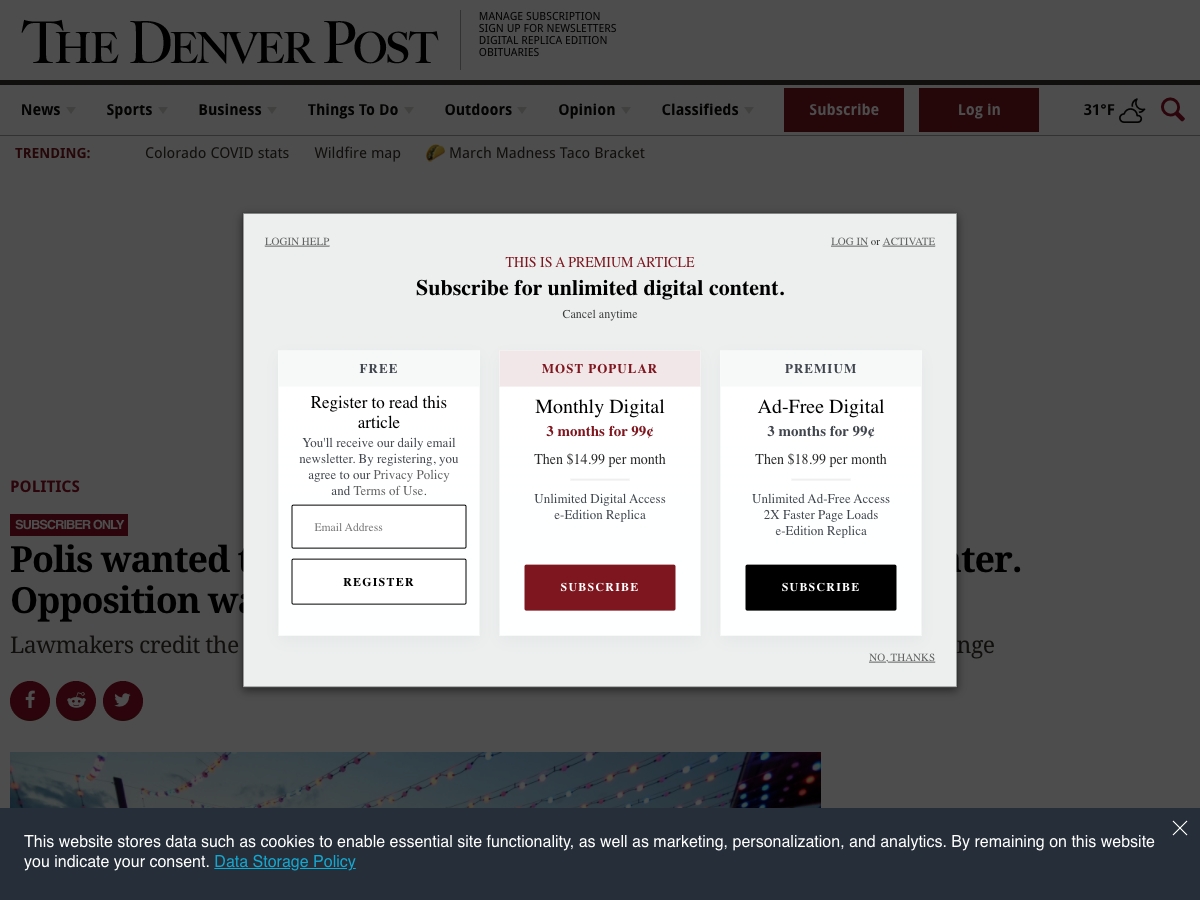 THE DENVER POST
MANAGE SUBSCRIPTION
SIGN UP FOR NEWSLETTERS
DIGITAL REPLICA EDITION
OBITUARIES
News Sports Business Things To Do Outdoors Opinion Classifieds Subscribe Log in 31°F
TRENDING: Colorado COVID stats Wildfire map March Madness Taco Bracket
LOGIN HELP
LOG IN or ACTIVATE
THIS IS A PREMIUM ARTICLE
Subscribe for unlimited digital content.
Cancel anytime
FREE
Register to read this
article
You'll receive our daily email
newsletter. By registering, you
agree to our Privacy Policy
and Terms of Use.
Email Address
REGISTER
MOST POPULAR
Monthly Digital
3 months for 99¢
Then $14.99 per month
Unlimited Digital Access
e-Edition Replica
SUBSCRIBE
PREMIUM
Ad-Free Digital
3 months for 99¢
Then $18.99 per month
Unlimited Ad-Free Access
2X Faster Page Loads
e-Edition Replica
SUBSCRIBE
NO, THANKS
POLITICS
SUBSCRIBER ONLY
Polis wanted
Opposition
Lawmakers credit the
This website stores data such as cookies to enable essential site functionality, as well as marketing, personalization, and analytics. By remaining on this website
you indicate your consent. Data Storage Policy